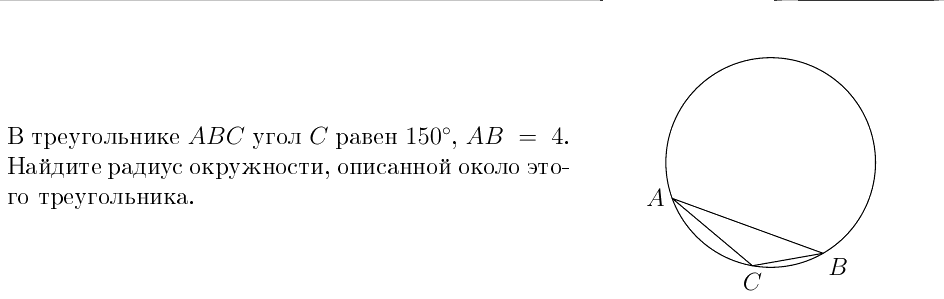 В треугольнике ABC угол C равен 150°, AB = 4.
Найдите радиус окружности, описанной около это-
го треугольника.
A
B
C